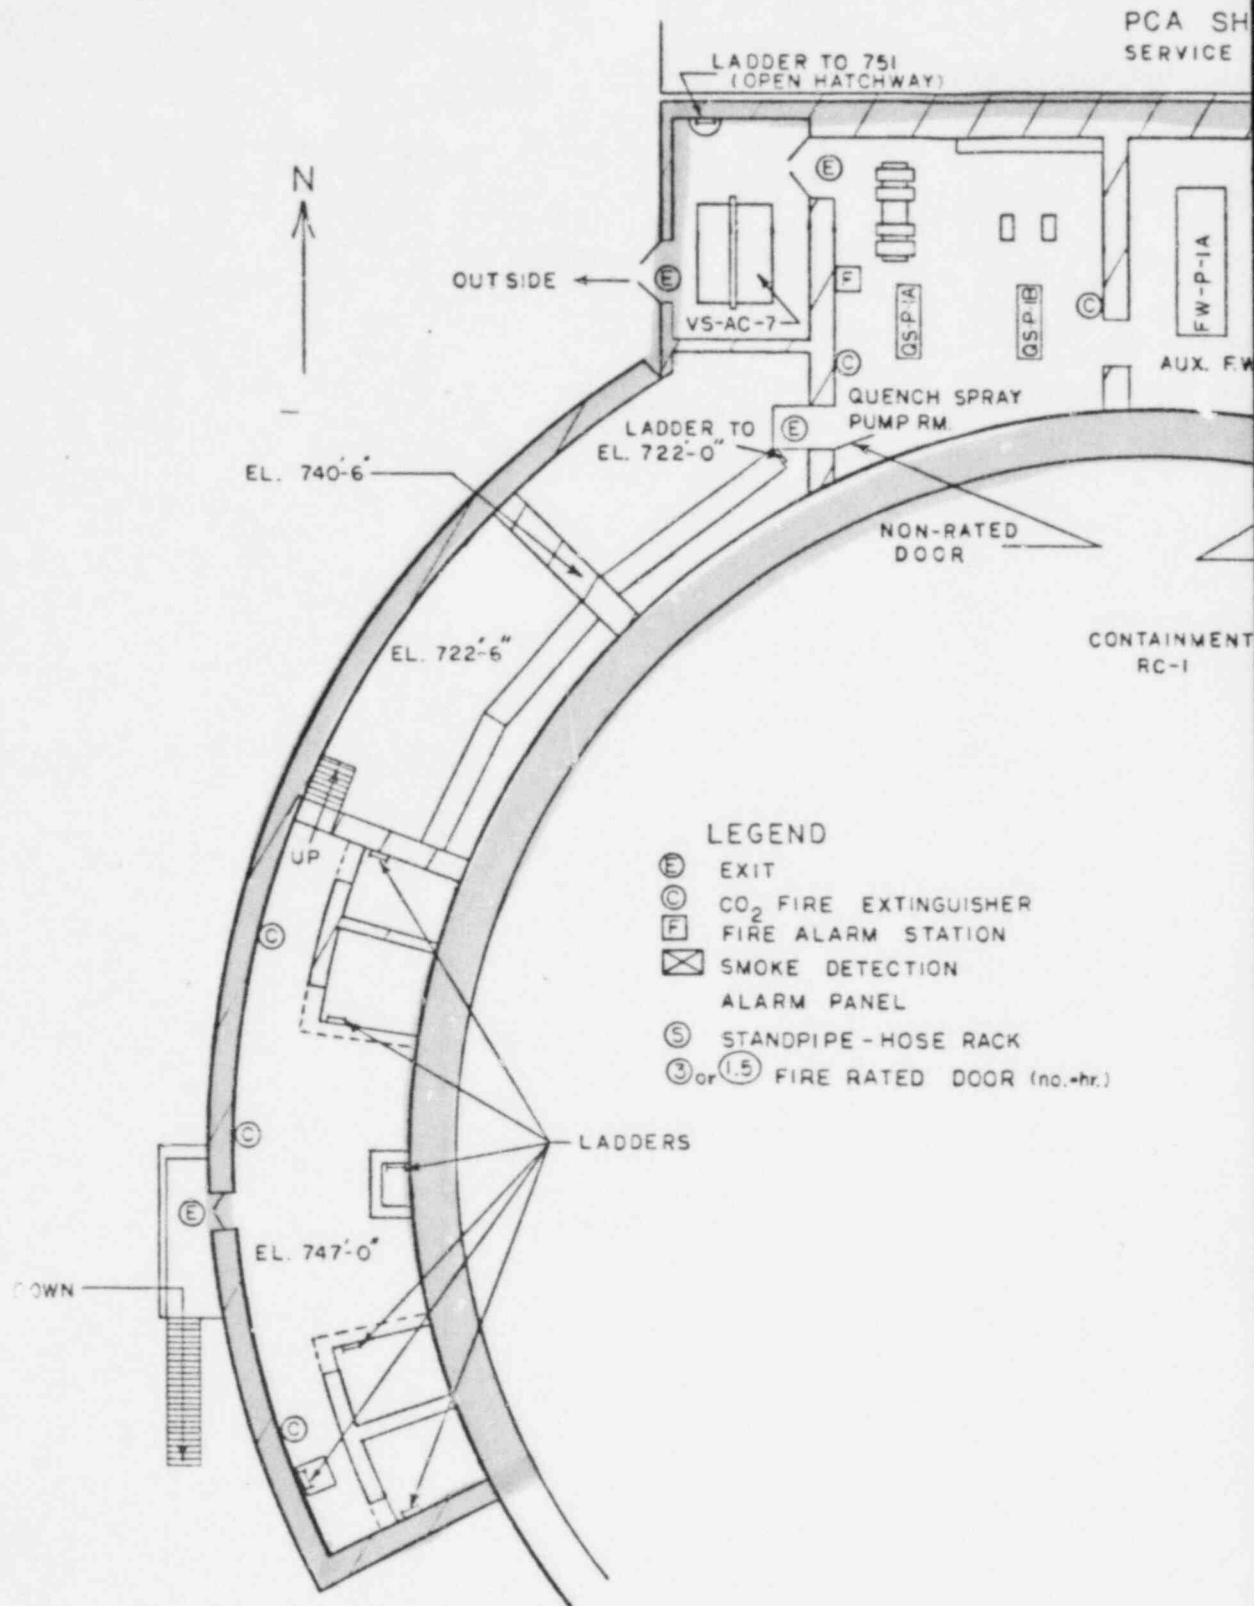 PCA SH
SERVICE
LADDER TO 751
(OPEN HATCHWAY)
N
E
OUTSIDE
E
F
VS-AC-7
QS-P-1A
QS-P-1B
C
FW-P-1A
C
AUX. F.W
QUENCH SPRAY
PUMP RM.
LADDER TO
EL. 722'-0"
E
EL. 740'-6"
NON-RATED
DOOR
EL. 722'-6"
CONTAINMENT
RC-1
UP
LEGEND
E EXIT
C CO2 FIRE EXTINGUISHER
F FIRE ALARM STATION
SMOKE DETECTION
ALARM PANEL
S STANDPIPE - HOSE RACK
3 or 1.5 FIRE RATED DOOR (no.=hr.)
C
C
LADDERS
E
EL. 747'-0"
DOWN
C